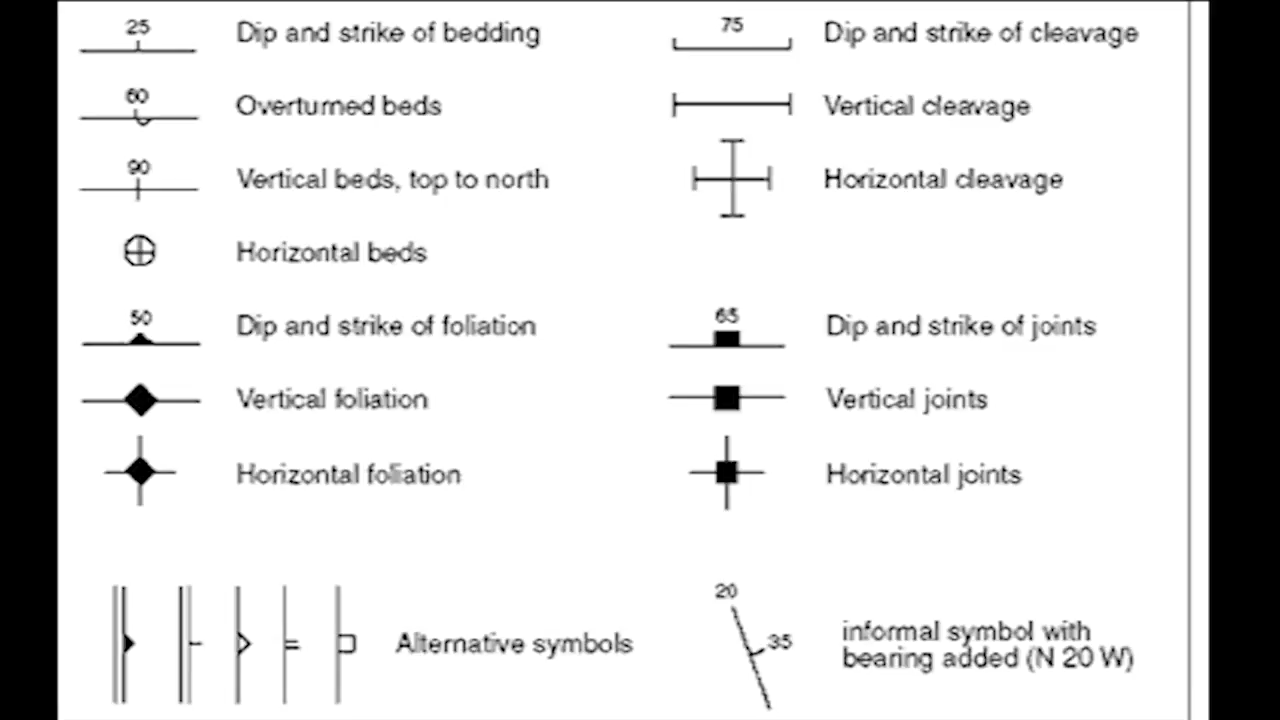 25 Dip and strike of bedding
75 Dip and strike of cleavage
60 Overturned beds
Vertical cleavage
90 Vertical beds, top to north
Horizontal cleavage
Horizontal beds
50 Dip and strike of foliation
65 Dip and strike of joints
Vertical foliation
Vertical joints
Horizontal foliation
Horizontal joints
Alternative symbols
20
35
informal symbol with
bearing added (N 20 W)